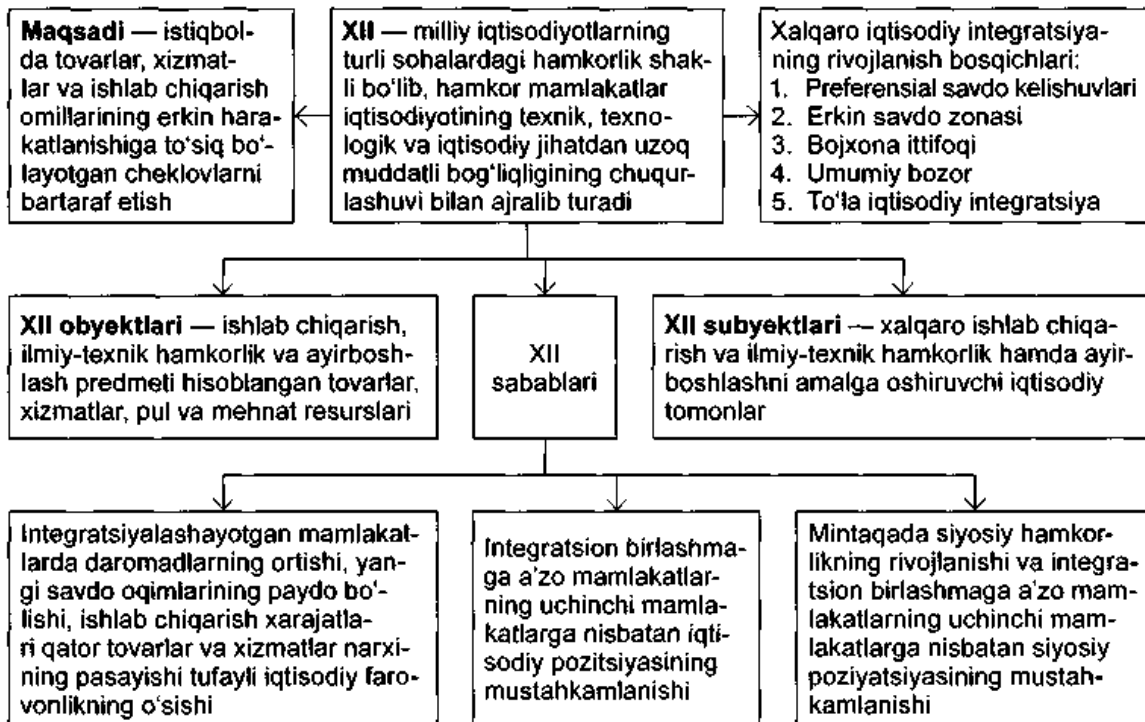 Maqsadi — istiqbol-
da tovarlar, xizmat-
lar va ishlab chiqarish
omillarining erkin hara-
katlanishiga to‘siq bo‘-
layotgan cheklovlarni
bartaraf etish
XII — milliy iqtisodiyotlarning
turli sohalardagi hamkorlik shak-
li bo‘lib, hamkor mamlakatlar
iqtisodiyotining texnik, texno-
logik va iqtisodiy jihatdan uzoq
muddatli bog‘liqligining chuqur-
lashuvi bilan ajralib turadi
Xalqaro iqtisodiy integratsiya-
ning rivojlanish bosqichlari:
1. Preferensial savdo kelishuvlari
2. Erkin savdo zonasi
3. Bojxona ittifoqi
4. Umumiy bozor
5. To‘la iqtisodiy integratsiya
XII obyektlari — ishlab chiqarish,
ilmiy-texnik hamkorlik va ayirbosh-
lash predmeti hisoblangan tovarlar,
xizmatlar, pul va mehnat resurslari
XII
sabablari
XII subyektlari — xalqaro ishlab chiqa-
rish va ilmiy-texnik hamkorlik hamda ayir-
boshlashni amalga oshiruvchi iqtisodiy
tomonlar
Integratsiyalashayotgan mamlakat-
larda daromadlarning ortishi, yan-
gi savdo oqimlarining paydo bo‘-
lishi, ishlab chiqarish xarajatla-
ri qator tovarlar va xizmatlar narxi-
ning pasayishi tufayli iqtisodiy faro-
vonlikning o‘sishi
Integratsion birlashma-
ga a’zo mamlakatlar-
ning uchinchi mamla-
katlarga nisbatan iqti-
sodiy pozitsiyasining
mustahkamlanishi
Mintaqada siyosiy hamkor-
likning rivojlanishi va integra-
tsion birlashmaga a’zo mam-
lakatlarning uchinchi mam-
lakatlarga nisbatan siyosiy
poziyatsiyasining mustah-
kamlanishi